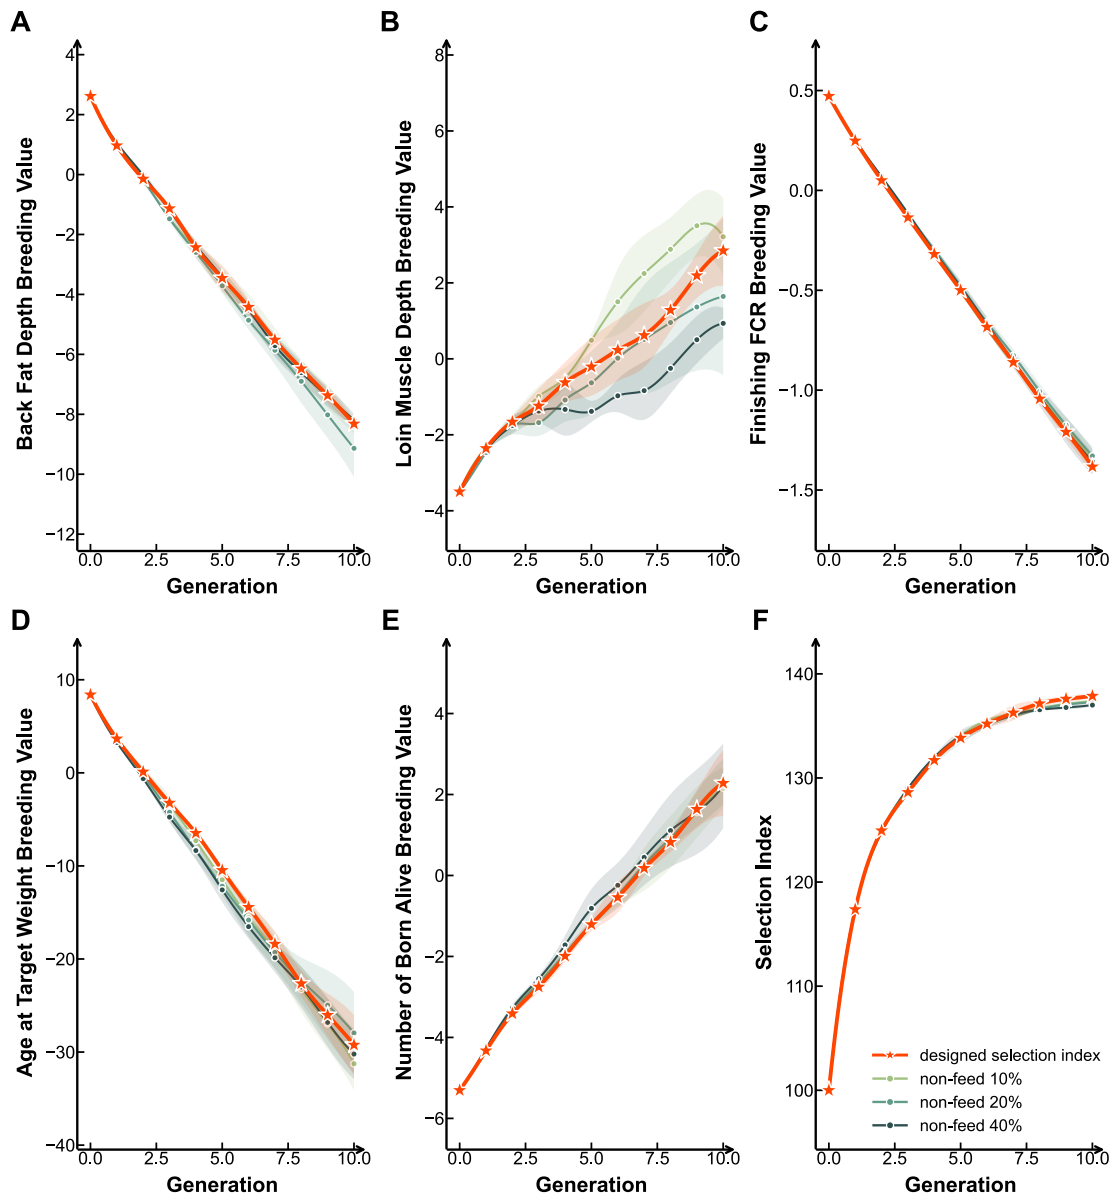 A
B
C
4
2
0
−2
−4
−6
−8
−10
−12
Back Fat Depth Breeding Value
0.0 2.5 5.0 7.5 10.0
Generation
8
6
4
2
0
−2
−4
Loin Muscle Depth Breeding Value
0.0 2.5 5.0 7.5 10.0
Generation
0.5
0.0
−0.5
−1.0
−1.5
Finishing FCR Breeding Value
0.0 2.5 5.0 7.5 10.0
Generation
D
E
F
10
0
−10
−20
−30
−40
Age at Target Weight Breeding Value
0.0 2.5 5.0 7.5 10.0
Generation
4
2
0
−2
−4
−6
Number of Born Alive Breeding Value
0.0 2.5 5.0 7.5 10.0
Generation
140
130
120
110
100
Selection Index
designed selection index
non-feed 10%
non-feed 20%
non-feed 40%
0.0 2.5 5.0 7.5 10.0
Generation